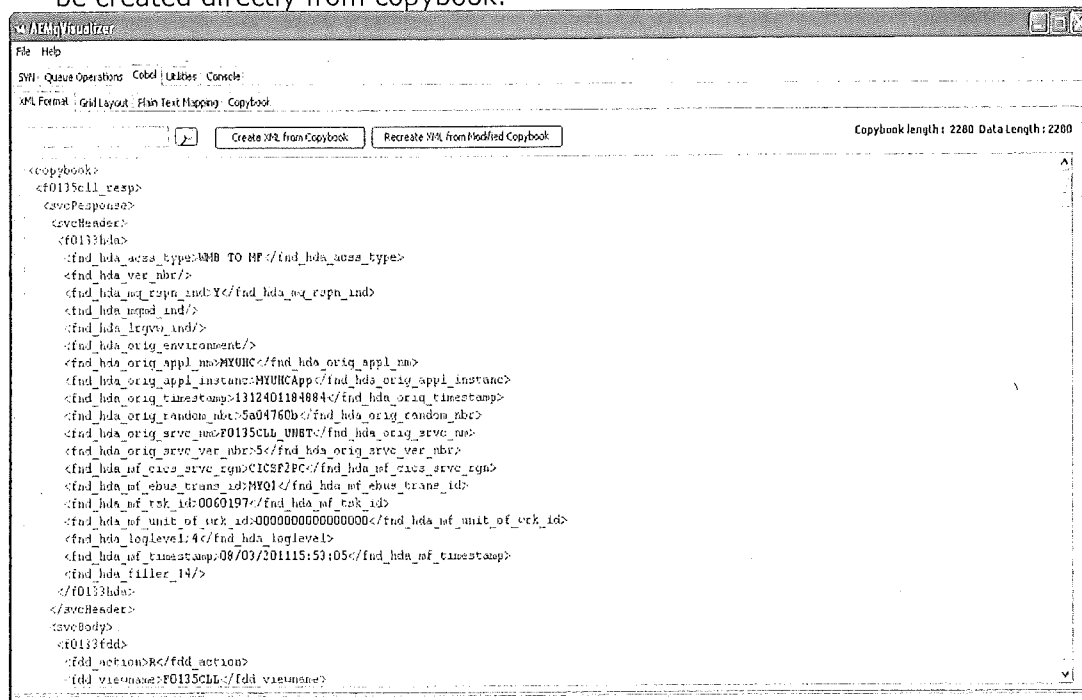 be created directly from copybook.
AEMqVisualizer
File Help
SYN Queue Operations Cobol Utilities Console
XML Format Grid Layout Plain Text Mapping Copybook
Create XML from Copybook Recreate XML from Modified Copybook Copybook length : 2280 Data Length : 2280
<copybook>
<f0135cll_resp>
<svcResponse>
<svcHeader>
<f0133hda>
<fnd_hda_acss_type>WMB TO MF</fnd_hda_acss_type>
<fnd_hda_ver_nbr/>
<fnd_hda_mq_rspn_ind>Y</fnd_hda_mq_rspn_ind>
<fnd_hda_mqmd_ind/>
<fnd_hda_lrgvw_ind/>
<fnd_hda_orig_environment/>
<fnd_hda_orig_appl_nm>MYUHC</fnd_hda_orig_appl_nm>
<fnd_hda_orig_appl_instanc>MYUHCApp</fnd_hda_orig_appl_instanc>
<fnd_hda_orig_timestamp>1312401184884</fnd_hda_orig_timestamp>
<fnd_hda_orig_random_nbr>5a04760b</fnd_hda_orig_random_nbr>
<fnd_hda_orig_srvc_nm>F0135CLL_UNET</fnd_hda_orig_srvc_nm>
<fnd_hda_orig_srvc_ver_nbr>5</fnd_hda_orig_srvc_ver_nbr>
<fnd_hda_mf_cics_srvc_rgn>CICSF2PC</fnd_hda_mf_cics_srvc_rgn>
<fnd_hda_mf_ebus_trans_id>MYQ1</fnd_hda_mf_ebus_trans_id>
<fnd_hda_mf_tsk_id>0060197</fnd_hda_mf_tsk_id>
<fnd_hda_mf_unit_of_wrk_id>0000000000000000</fnd_hda_mf_unit_of_wrk_id>
<fnd_hda_loglevel>4</fnd_hda_loglevel>
<fnd_hda_mf_timestamp>08/03/201115:53:05</fnd_hda_mf_timestamp>
<fnd_hda_filler_14/>
</f0133hda>
</svcHeader>
<svcBody>
<f0133fdd>
<fdd_action>R</fdd_action>
<fdd_viewname>F0135CLL</fdd_viewname>